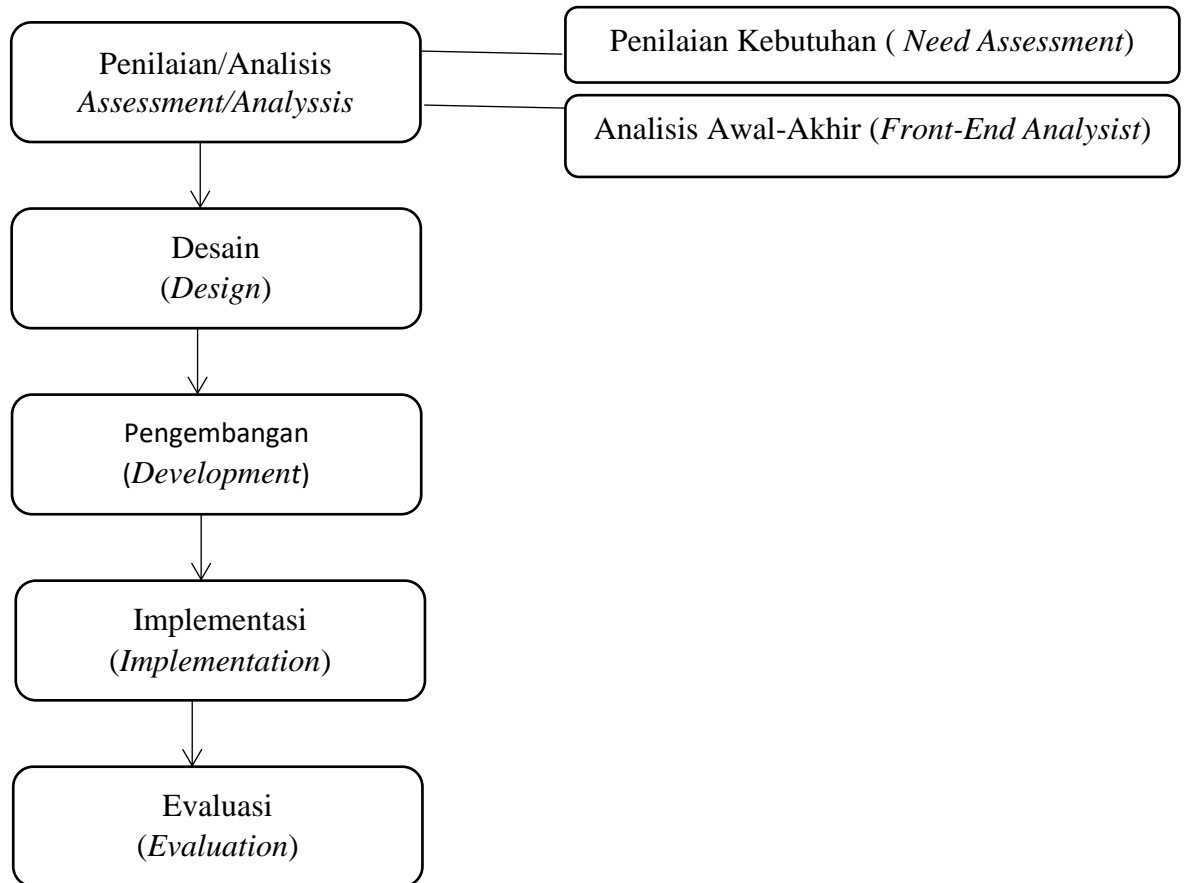 Penilaian/Analisis
Assessment/Analyssis
Penilaian Kebutuhan ( Need Assessment)
Analisis Awal-Akhir (Front-End Analysist)
Desain
(Design)
Pengembangan
(Development)
Implementasi
(Implementation)
Evaluasi
(Evaluation)